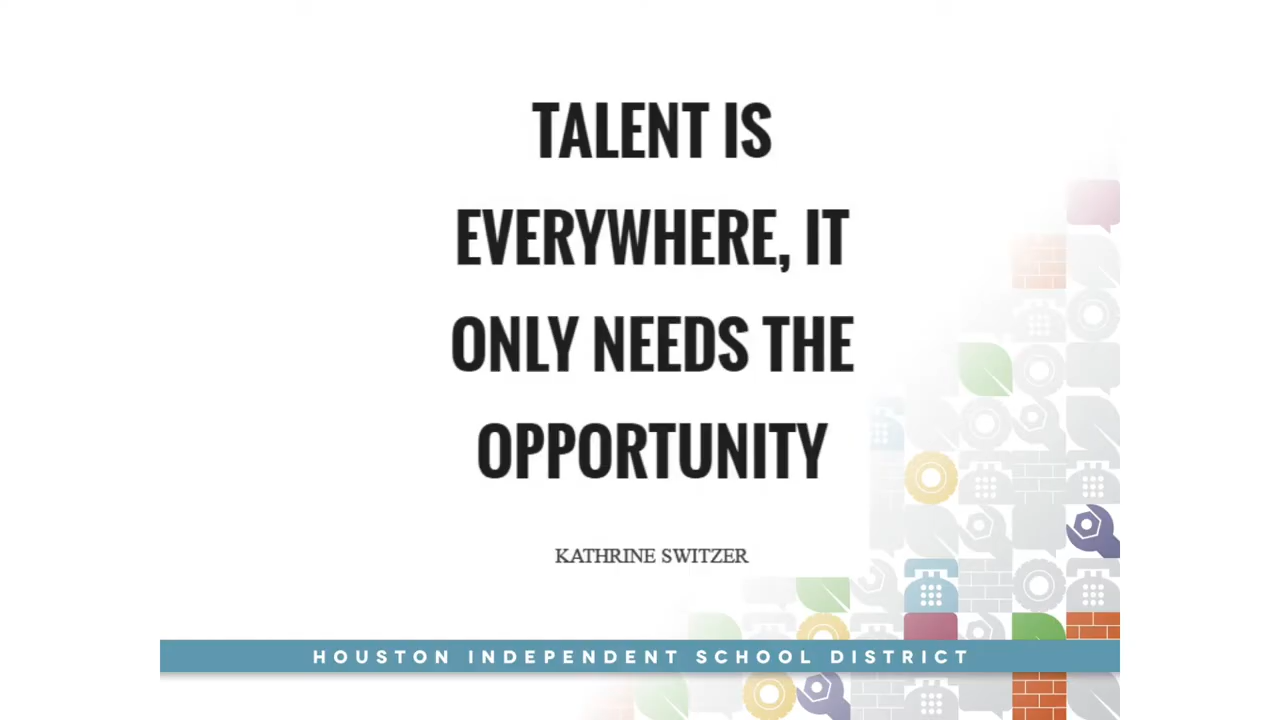 TALENT IS
EVERYWHERE, IT
ONLY NEEDS THE
OPPORTUNITY
KATHRINE SWITZER
HOUSTON INDEPENDENT SCHOOL DISTRICT